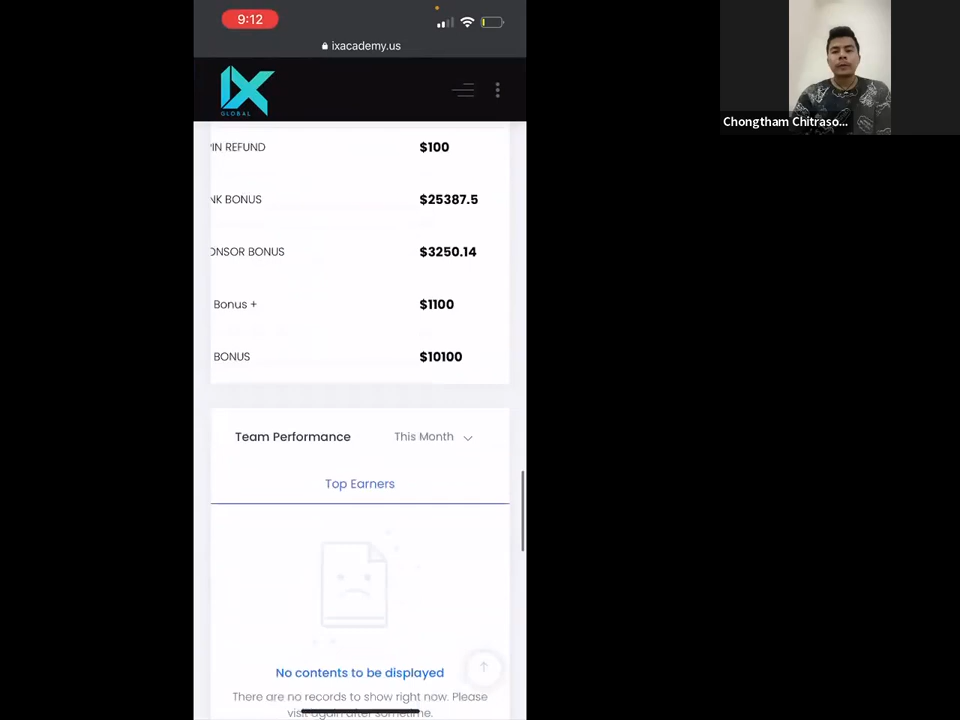 9:12
ixacademy.us
IX
GLOBAL
IN REFUND $100
NK BONUS $25387.5
ONSOR BONUS $3250.14
Bonus + $1100
BONUS $10100
Team Performance This Month
Top Earners
No contents to be displayed
There are no records to show right now. Please
visit again after sometime.
Chongtham Chitraso...